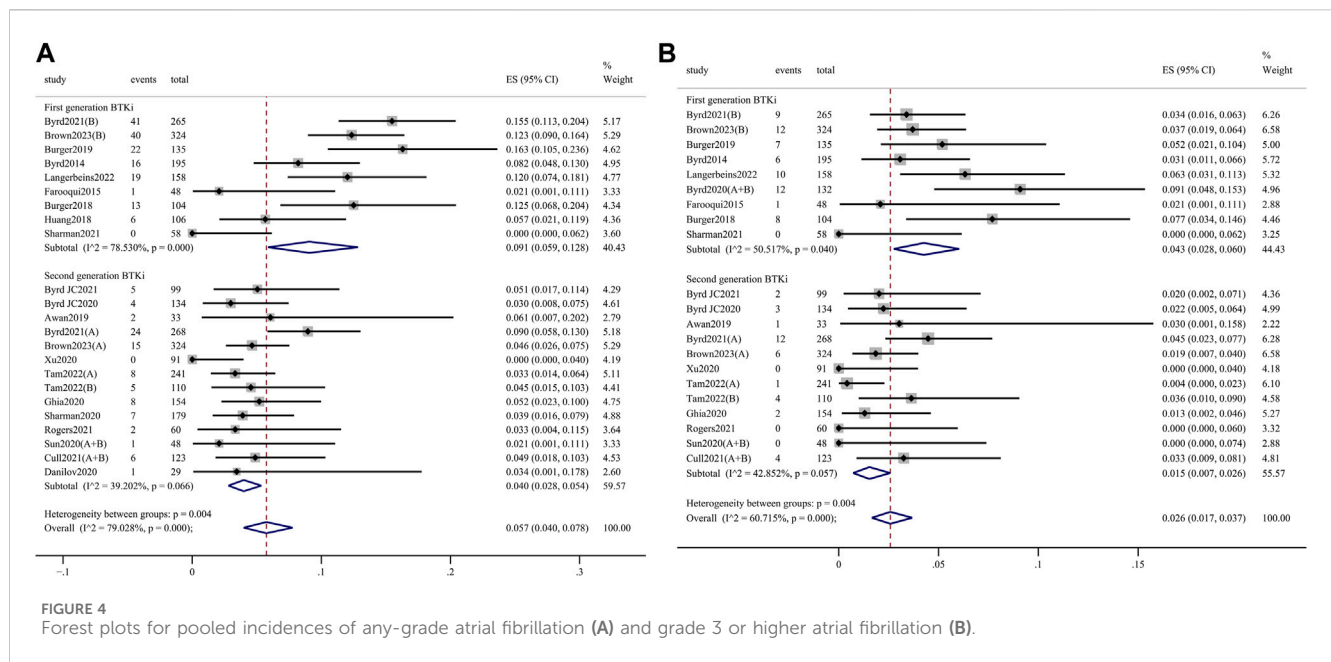 A
%
study events total ES (95% CI) Weight
First generation BTKi
Byrd2021(B) 41 265 0.155 (0.113, 0.204) 5.17
Brown2023(B) 40 324 0.123 (0.090, 0.164) 5.29
Burger2019 22 135 0.163 (0.105, 0.236) 4.62
Byrd2014 16 195 0.082 (0.048, 0.130) 4.95
Langerbeins2022 19 158 0.120 (0.074, 0.181) 4.77
Farooqui2015 1 48 0.021 (0.001, 0.111) 3.33
Burger2018 13 104 0.125 (0.068, 0.204) 4.34
Huang2018 6 106 0.057 (0.021, 0.119) 4.36
Sharman2021 0 58 0.000 (0.000, 0.062) 3.60
Subtotal (I^2 = 78.530%, p = 0.000) 0.091 (0.059, 0.128) 40.43
Second generation BTKi
Byrd JC2021 5 99 0.051 (0.017, 0.114) 4.29
Byrd JC2020 4 134 0.030 (0.008, 0.075) 4.61
Awan2019 2 33 0.061 (0.007, 0.202) 2.79
Byrd2021(A) 24 268 0.090 (0.058, 0.130) 5.18
Brown2023(A) 15 324 0.046 (0.026, 0.075) 5.29
Xu2020 0 91 0.000 (0.000, 0.040) 4.19
Tam2022(A) 8 241 0.033 (0.014, 0.064) 5.11
Tam2022(B) 5 110 0.045 (0.015, 0.103) 4.41
Ghia2020 8 154 0.052 (0.023, 0.100) 4.75
Sharman2020 7 179 0.039 (0.016, 0.079) 4.88
Rogers2021 2 60 0.033 (0.004, 0.115) 3.64
Sun2020(A+B) 1 48 0.021 (0.001, 0.111) 3.33
Cull2021(A+B) 6 123 0.049 (0.018, 0.103) 4.53
Danilov2020 1 29 0.034 (0.001, 0.178) 2.60
Subtotal (I^2 = 39.202%, p = 0.066) 0.040 (0.028, 0.054) 59.57
Heterogeneity between groups: p = 0.004
Overall (I^2 = 79.028%, p = 0.000); 0.057 (0.040, 0.078) 100.00
-.1 0 .1 .2 .3
B
%
study events total ES (95% CI) Weight
First generation BTKi
Byrd2021(B) 9 265 0.034 (0.016, 0.063) 6.26
Brown2023(B) 12 324 0.037 (0.019, 0.064) 6.58
Burger2019 7 135 0.052 (0.021, 0.104) 5.00
Byrd2014 6 195 0.031 (0.011, 0.066) 5.72
Langerbeins2022 10 158 0.063 (0.031, 0.113) 5.32
Byrd2020(A+B) 12 132 0.091 (0.048, 0.153) 4.96
Farooqui2015 1 48 0.021 (0.001, 0.111) 2.88
Burger2018 8 104 0.077 (0.034, 0.146) 4.46
Sharman2021 0 58 0.000 (0.000, 0.062) 3.25
Subtotal (I^2 = 50.517%, p = 0.040) 0.043 (0.028, 0.060) 44.43
Second generation BTKi
Byrd JC2021 2 99 0.020 (0.002, 0.071) 4.36
Byrd JC2020 3 134 0.022 (0.005, 0.064) 4.99
Awan2019 1 33 0.030 (0.001, 0.158) 2.22
Byrd2021(A) 12 268 0.045 (0.023, 0.077) 6.28
Brown2023(A) 6 324 0.019 (0.007, 0.040) 6.58
Xu2020 0 91 0.000 (0.000, 0.040) 4.18
Tam2022(A) 1 241 0.004 (0.000, 0.023) 6.10
Tam2022(B) 4 110 0.036 (0.010, 0.090) 4.58
Ghia2020 2 154 0.013 (0.002, 0.046) 5.27
Rogers2021 0 60 0.000 (0.000, 0.060) 3.32
Sun2020(A+B) 0 48 0.000 (0.000, 0.074) 2.88
Cull2021(A+B) 4 123 0.033 (0.009, 0.081) 4.81
Subtotal (I^2 = 42.852%, p = 0.057) 0.015 (0.007, 0.026) 55.57
Heterogeneity between groups: p = 0.004
Overall (I^2 = 60.715%, p = 0.000); 0.026 (0.017, 0.037) 100.00
0 .05 .1 .15
FIGURE 4
Forest plots for pooled incidences of any-grade atrial fibrillation (A) and grade 3 or higher atrial fibrillation (B).